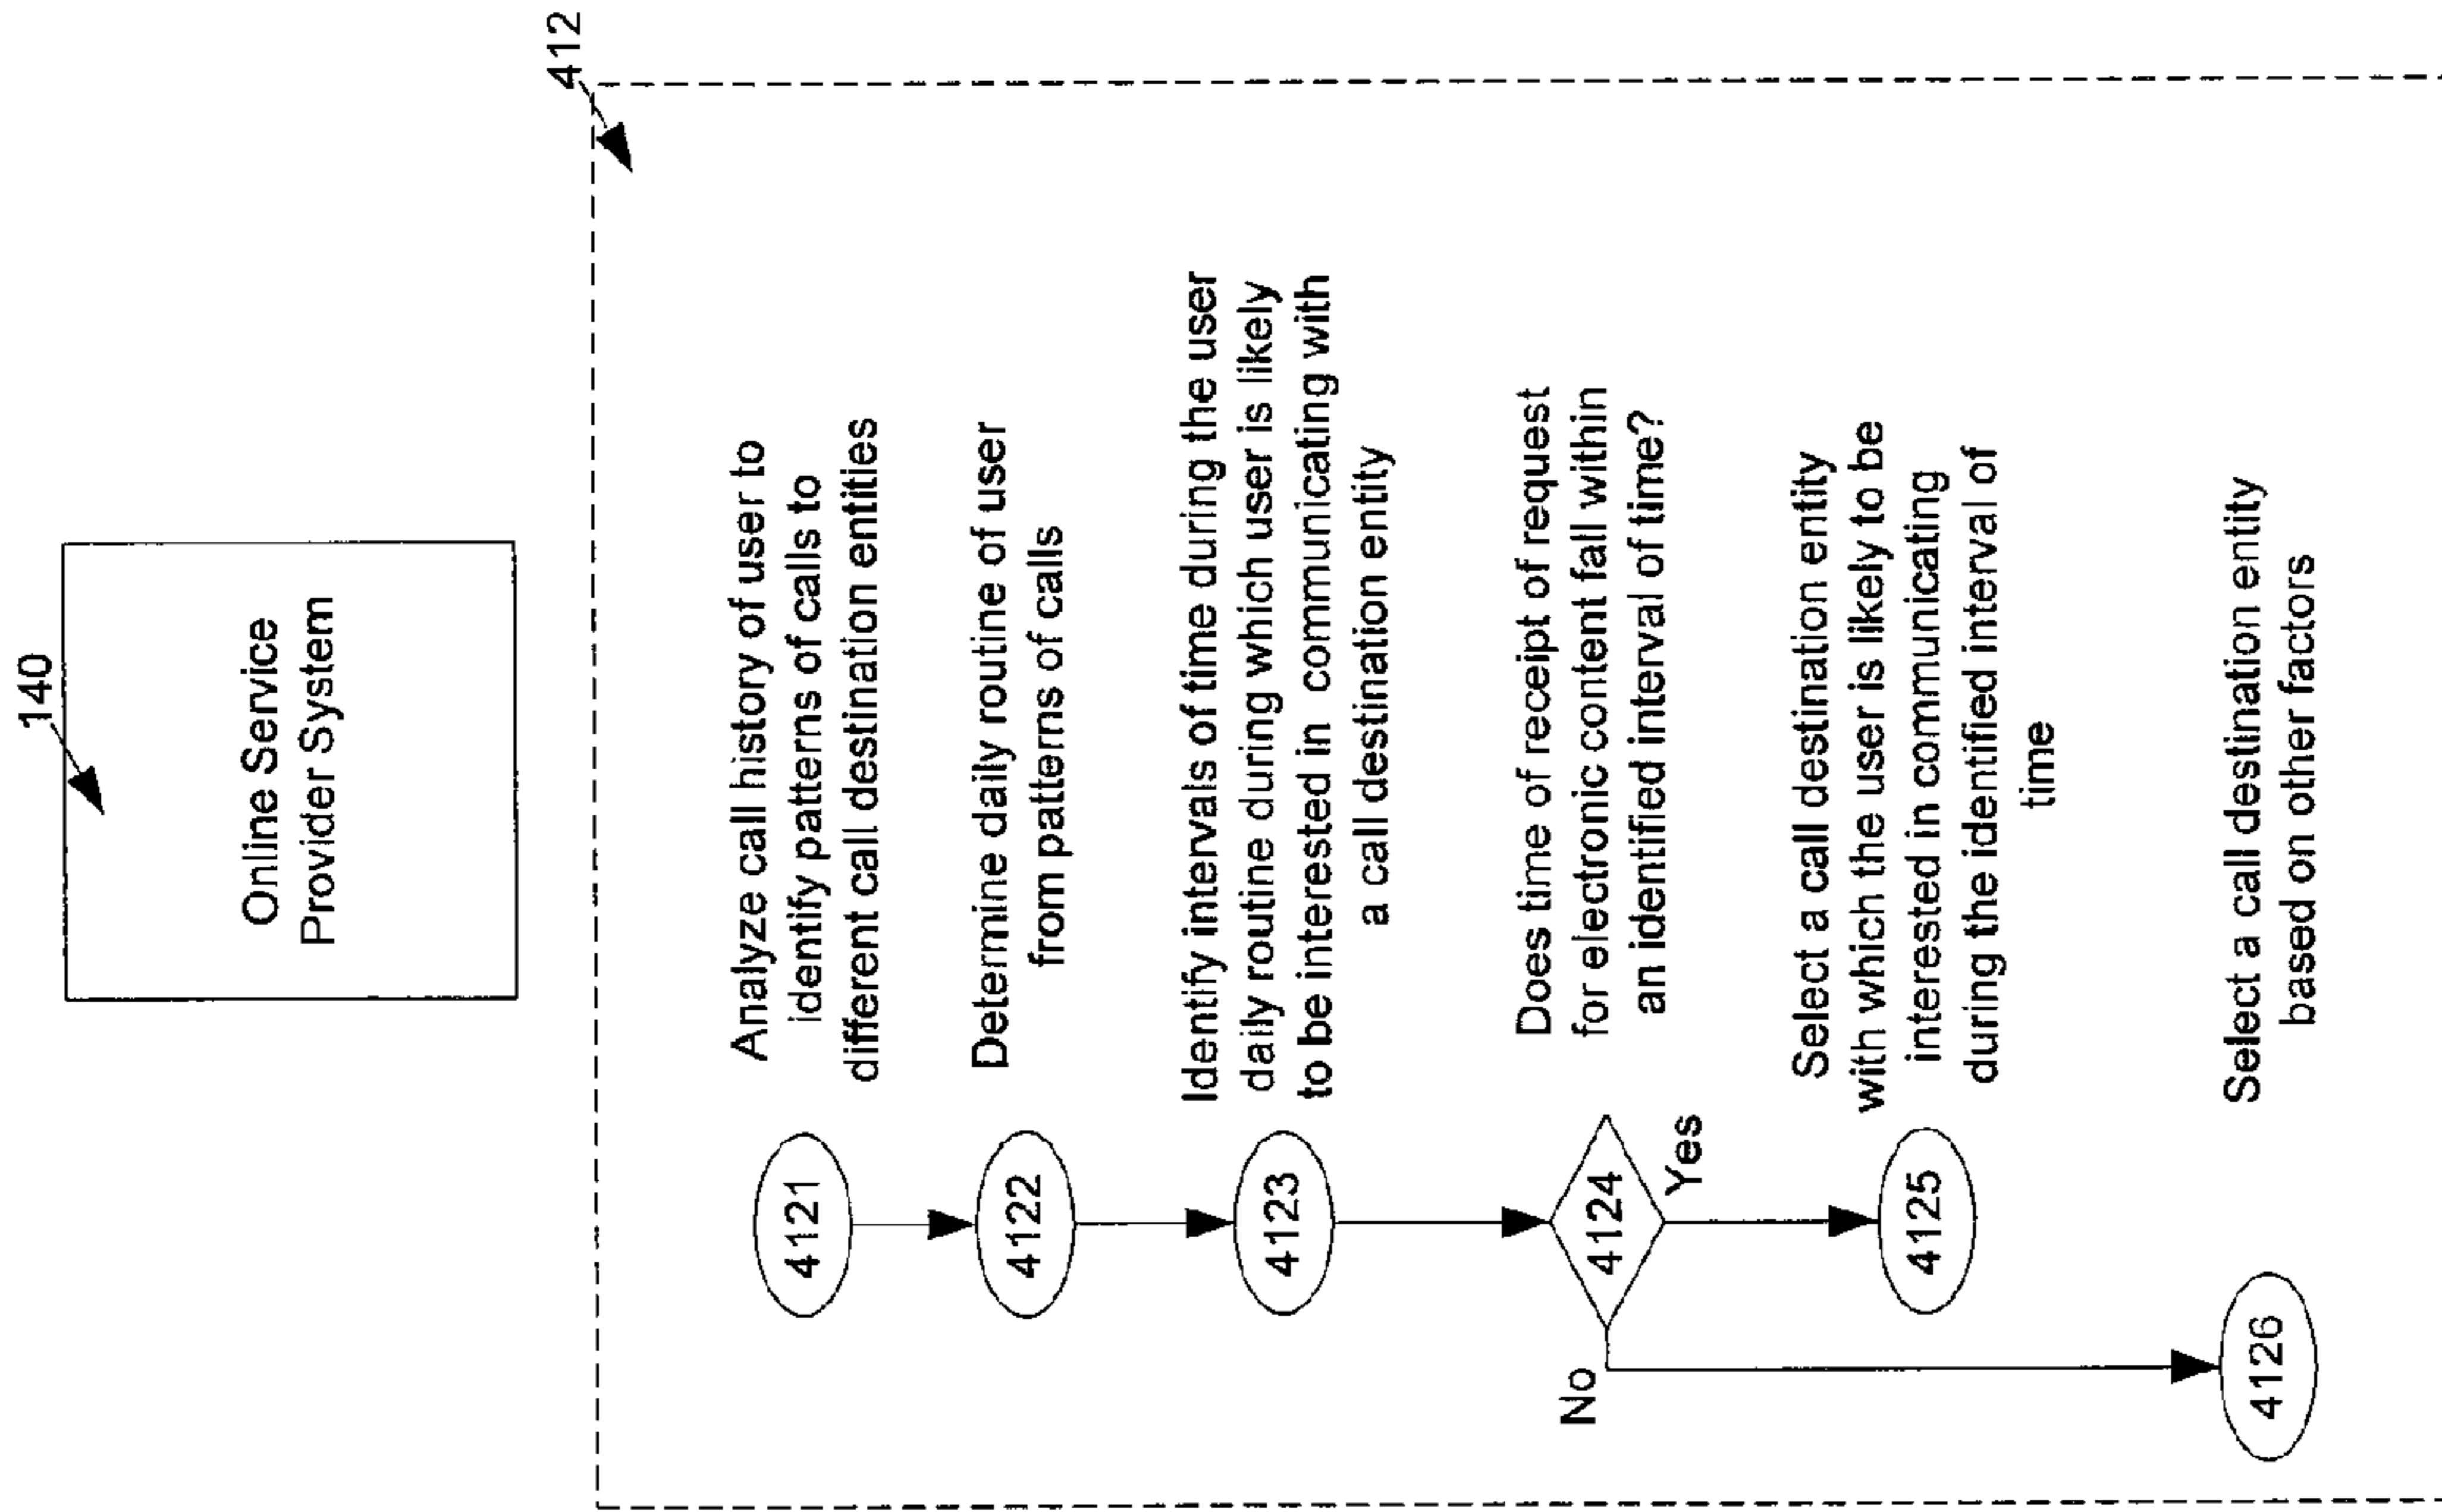 140
Online Service
Provider System
412
4121
Analyze call history of user to
identify patterns of calls to
different call destination entities
4122
Determine daily routine of user
from patterns of calls
4123
Identify intervals of time during the user
daily routine during which user is likely
to be interested in communicating with
a call destination entity
4124
Does time of receipt of request
for electronic content fall within
an identified interval of time?
Yes
No
4125
Select a call destination entity
with which the user is likely to be
interested in communicating
during the identified interval of
time
4126
Select a call destination entity
based on other factors